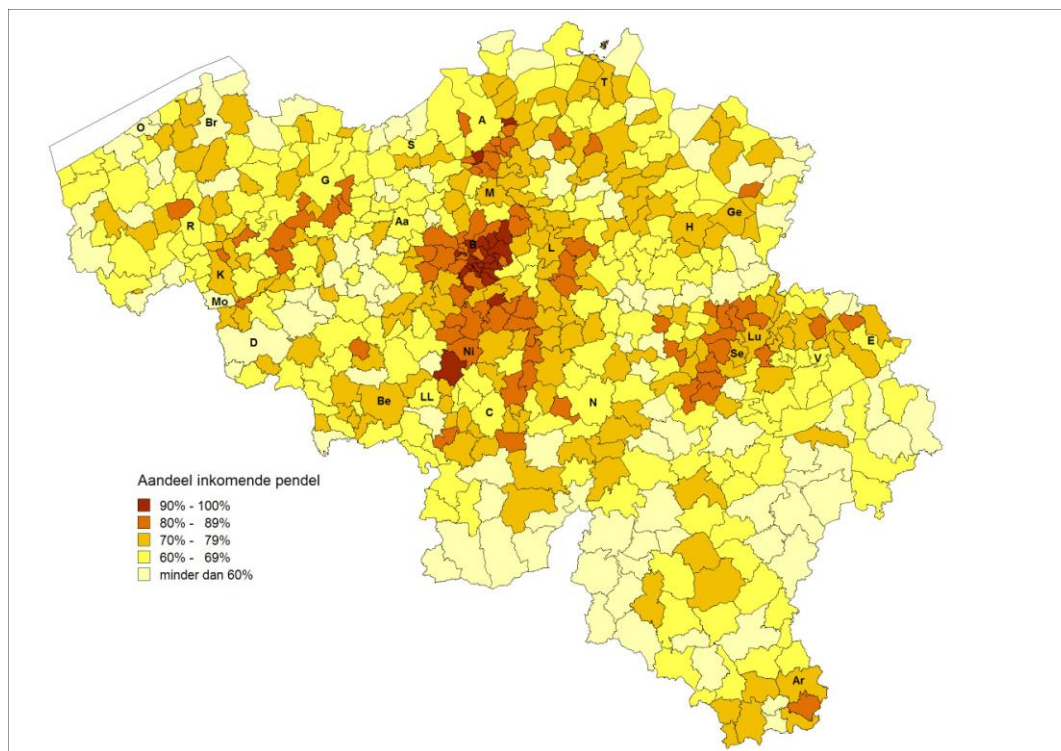 T
A
O
Br
S
G
M
Ge
Aa
R
H
B
L
K
Mo
D
Lu
E
Ni
Se
V
LL
Be
N
C
Aandeel inkomende pendel
90% - 100%
80% - 89%
70% - 79%
60% - 69%
minder dan 60%
Ar